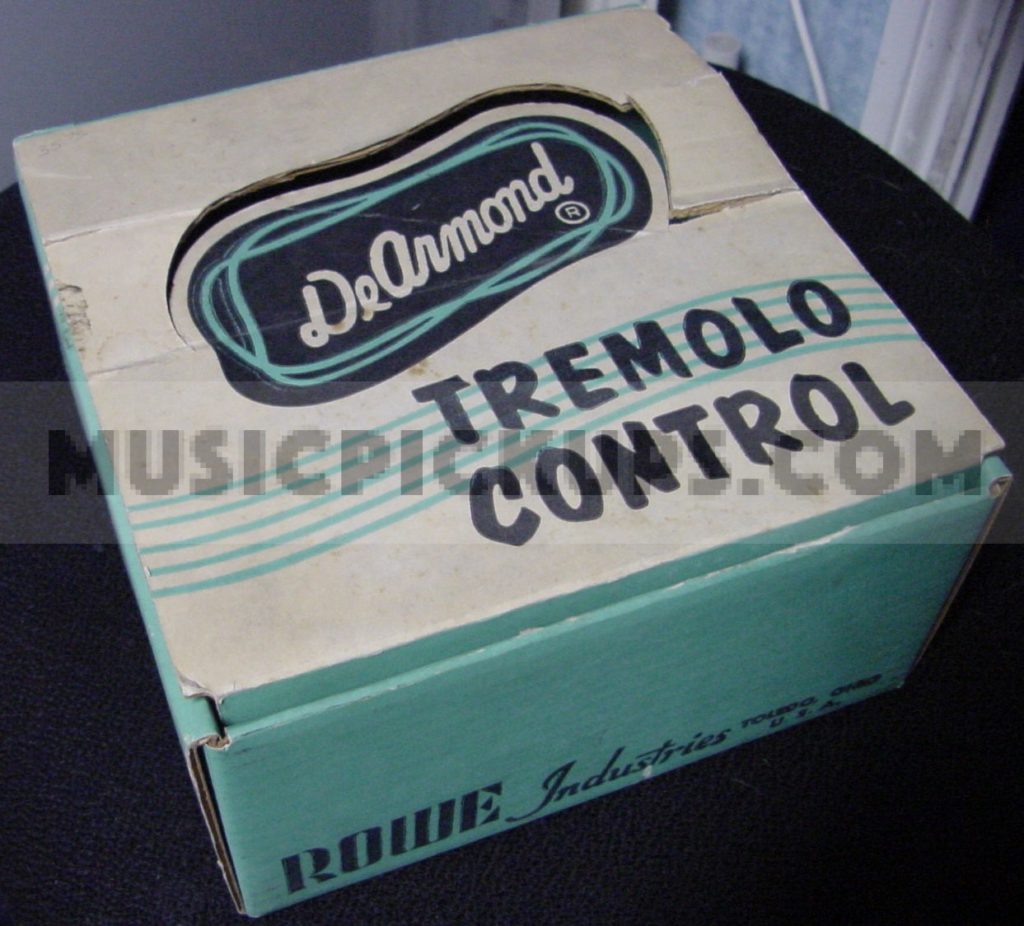 DeArmond ®
TREMOLO
CONTROL
MUSICPICKUPS.COM
ROWE Industries TOLEDO, OHIO
U. S. A.